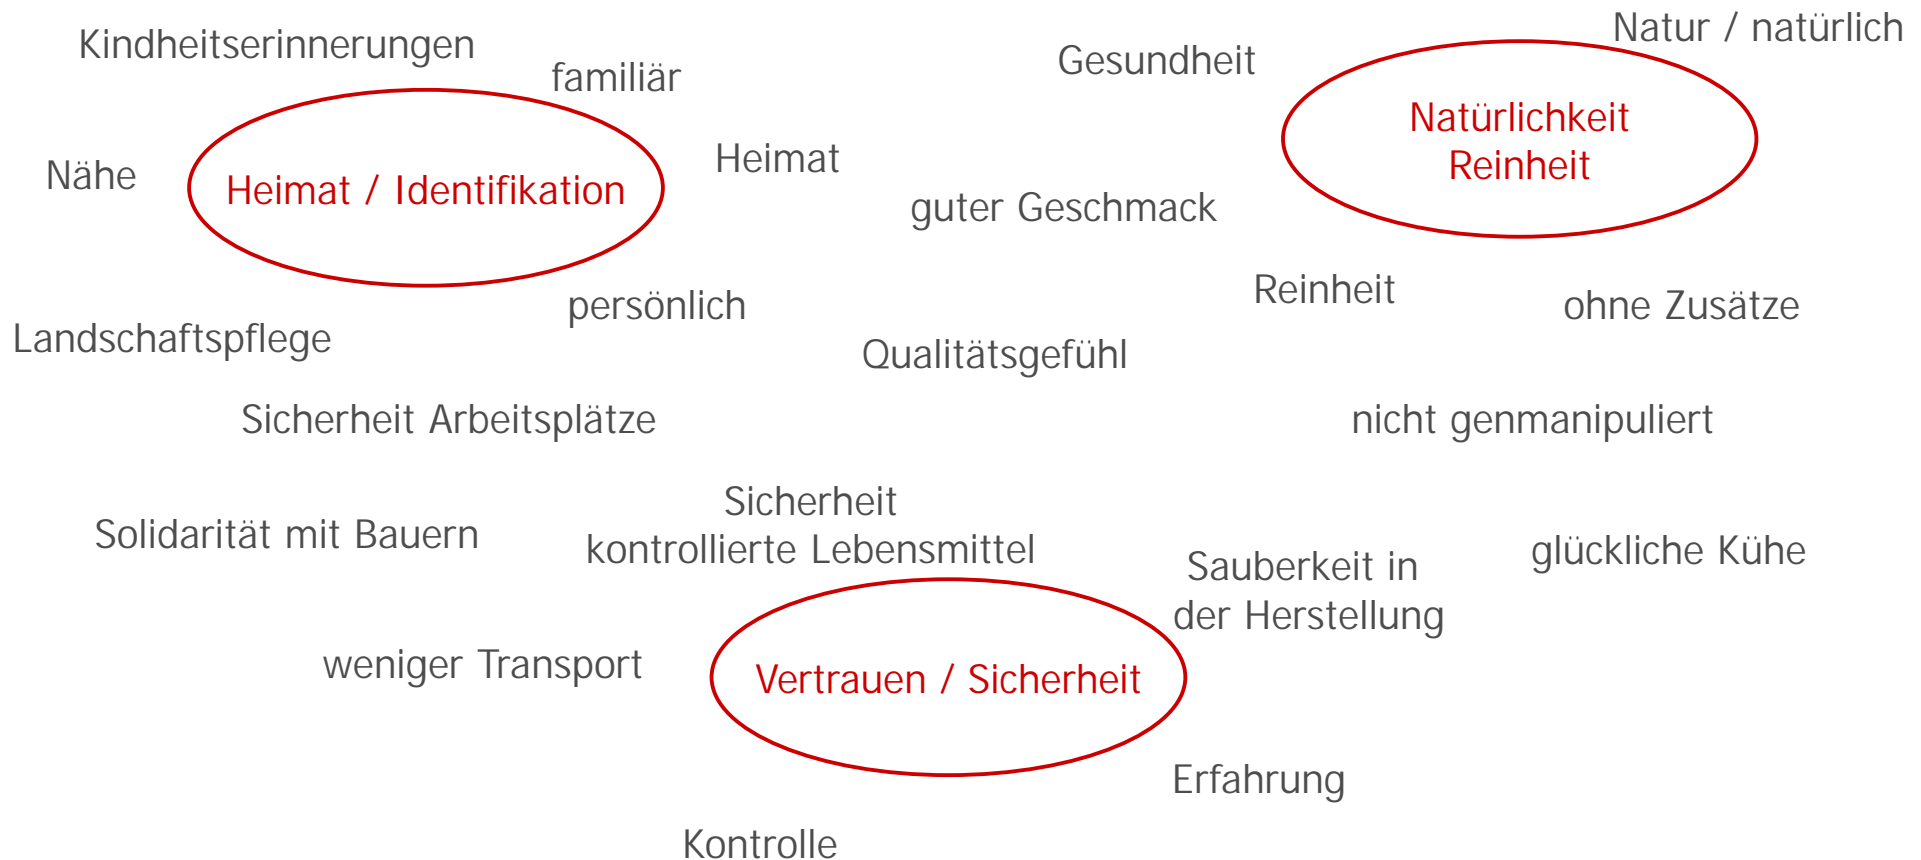 Kindheitserinnerungen
familiär
Gesundheit
Natur / natürlich
Nähe
Heimat / Identifikation
Heimat
guter Geschmack
Natürlichkeit
Reinheit
Landschaftspflege
persönlich
Qualitätsgefühl
Reinheit
ohne Zusätze
Sicherheit Arbeitsplätze
nicht genmanipuliert
Solidarität mit Bauern
Sicherheit
kontrollierte Lebensmittel
Sauberkeit in
der Herstellung
glückliche Kühe
weniger Transport
Vertrauen / Sicherheit
Erfahrung
Kontrolle